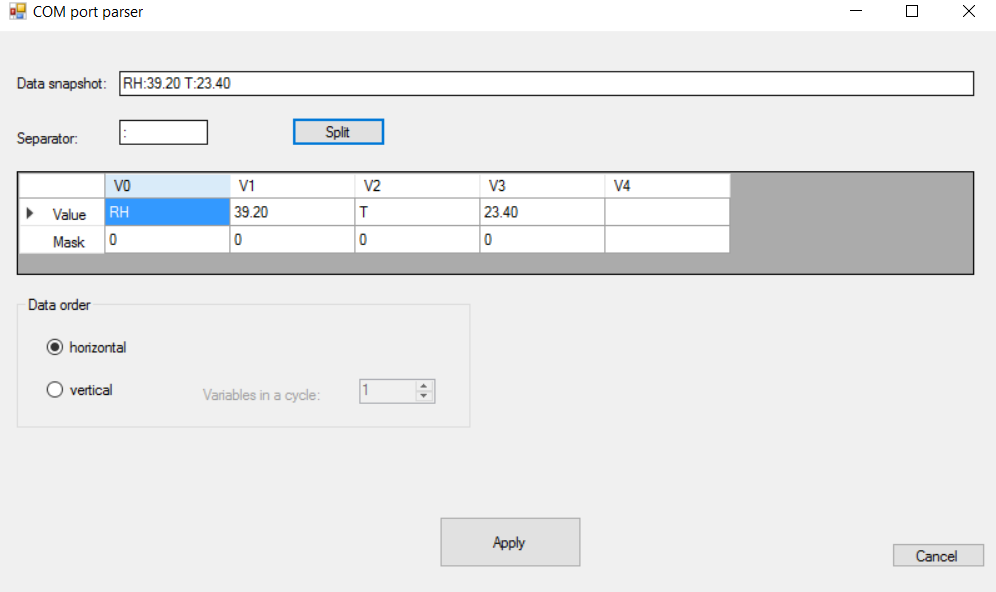 COM port parser
Data snapshot: RH:39.20 T:23.40
Separator: : Split
V0 V1 V2 V3 V4
Value RH 39.20 T 23.40
Mask 0 0 0 0
Data order
horizontal
vertical Variables in a cycle: 1
Apply
Cancel